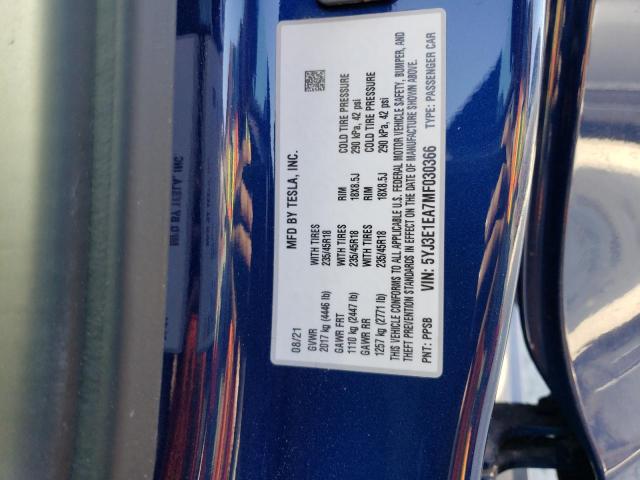 MFD BY TESLA, INC.
08/21
GVWR WITH TIRES RIM COLD TIRE PRESSURE
2017 kg (4446 lb) 235/45R18 18X8.5J 290 kPa, 42 psi
GAWR FRT WITH TIRES RIM COLD TIRE PRESSURE
1110 kg (2447 lb) 235/45R18 18X8.5J 290 kPa, 42 psi
GAWR RR
1257 kg (2771 lb) 235/45R18
THIS VEHICLE CONFORMS TO ALL APPLICABLE U.S. FEDERAL MOTOR VEHICLE SAFETY, BUMPER, AND
THEFT PREVENTION STANDARDS IN EFFECT ON THE DATE OF MANUFACTURE SHOWN ABOVE.
PNT: PPSB VIN: 5YJ3E1EA7MF030366 TYPE: PASSENGER CAR